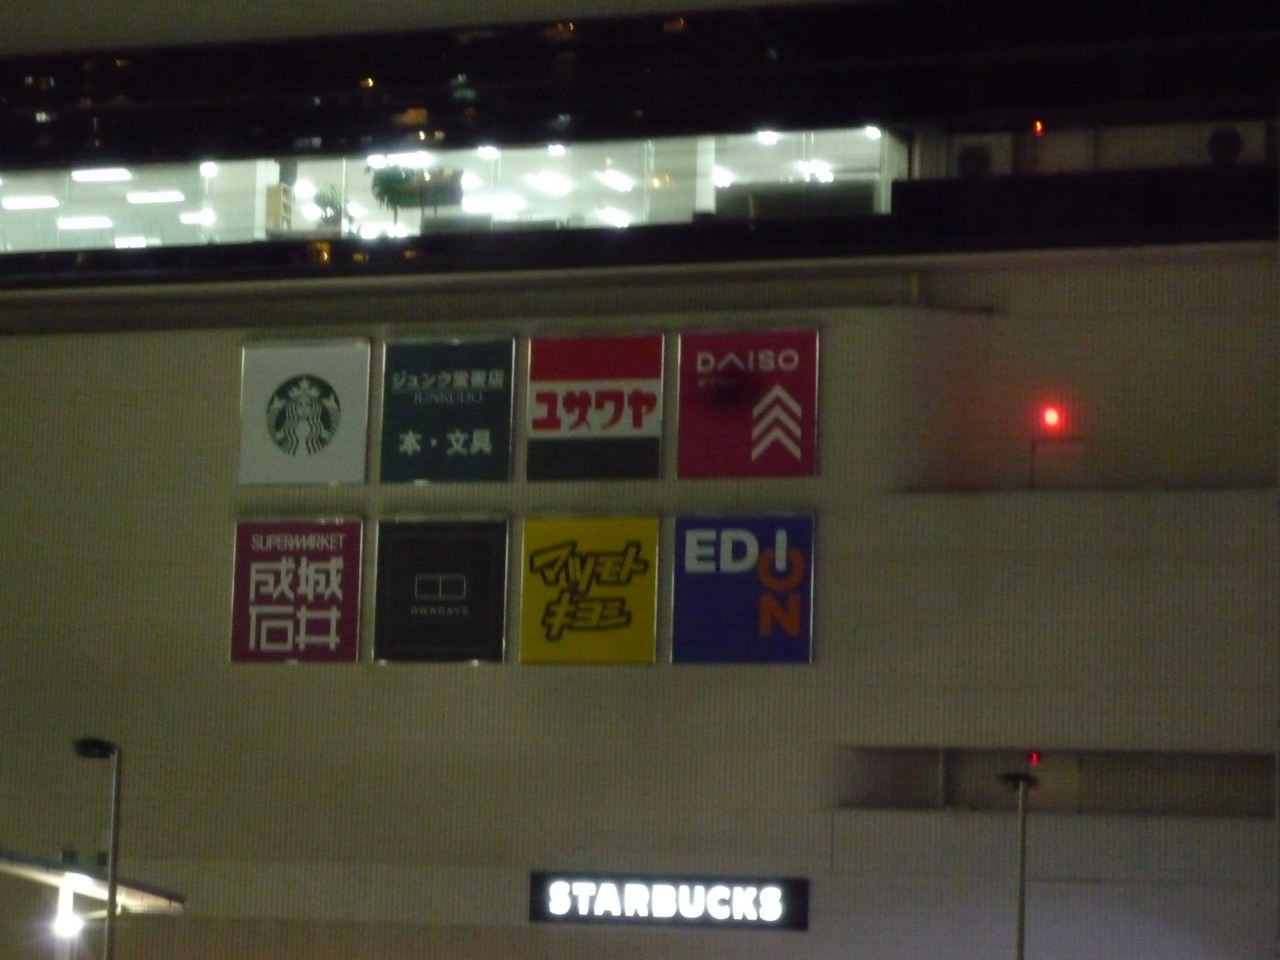 ジュンク堂書店
JUNKUDO
本・文具
ユザワヤ
DAISO
SUPERMARKET
成城
石井
OWNDAYS
マツモト
キヨシ
EDION
STARBUCKS